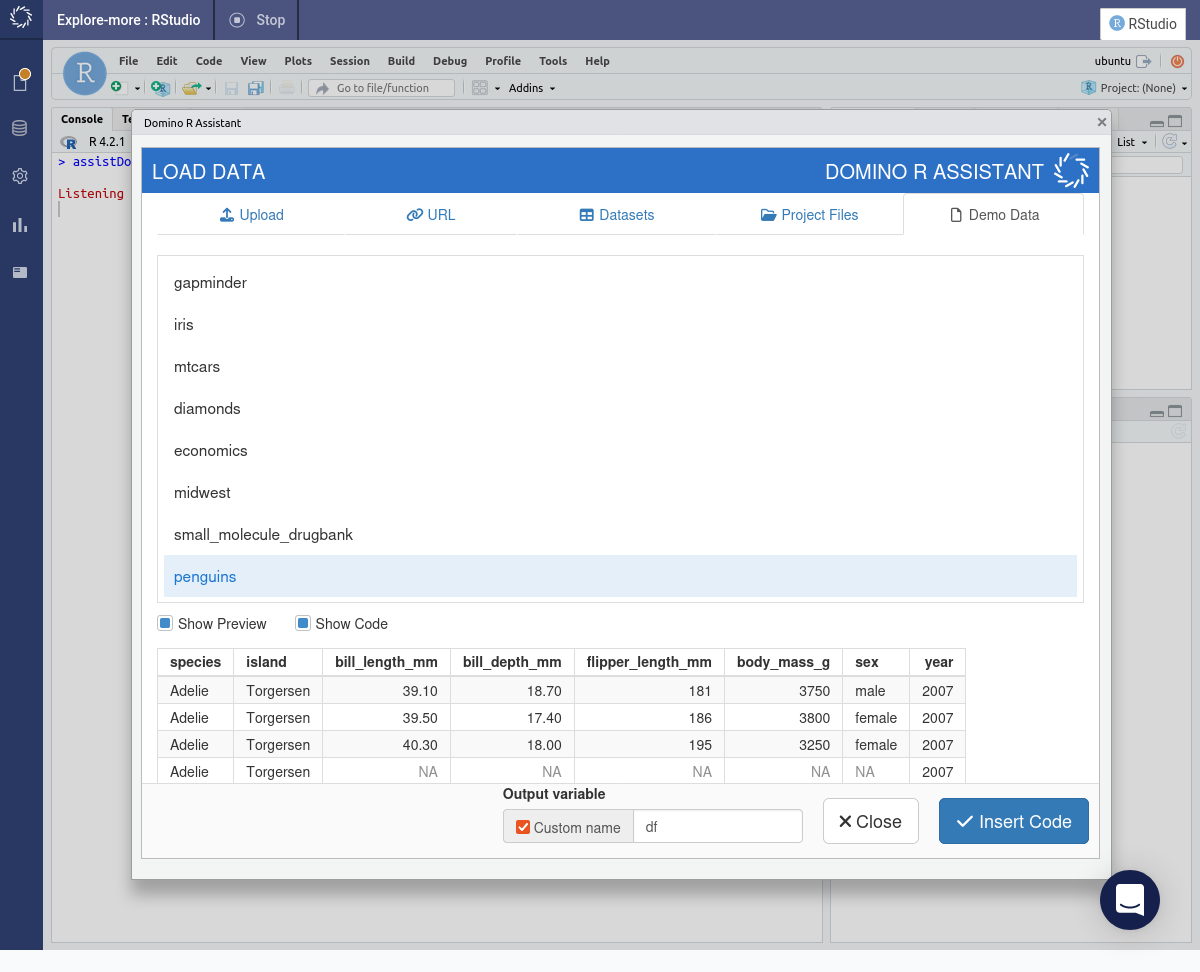 Explore-more : RStudio
Stop
R RStudio
R
File Edit Code View Plots Session Build Debug Profile Tools Help
ubuntu
Go to file/function
Addins
R Project: (None)
Console
R R 4.2.1
List
> assistDo
Listening
Domino R Assistant
LOAD DATA DOMINO R ASSISTANT
Upload URL Datasets Project Files Demo Data
gapminder
iris
mtcars
diamonds
economics
midwest
small_molecule_drugbank
penguins
Show Preview Show Code
species island bill_length_mm bill_depth_mm flipper_length_mm body_mass_g sex year
Adelie Torgersen 39.10 18.70 181 3750 male 2007
Adelie Torgersen 39.50 17.40 186 3800 female 2007
Adelie Torgersen 40.30 18.00 195 3250 female 2007
Adelie Torgersen NA NA NA NA NA 2007
Output variable
Custom name df
Close
Insert Code